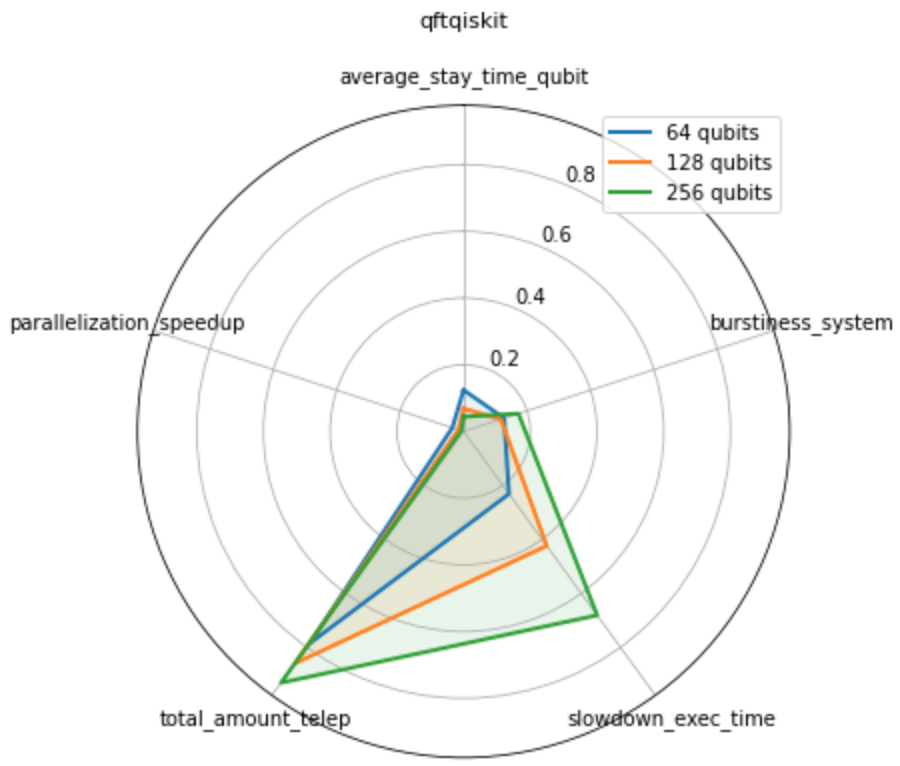 qftqiskit
average_stay_time_qubit
64 qubits
128 qubits
256 qubits
0.8
0.6
0.4
0.2
parallelization_speedup
burstiness_system
total_amount_telep
slowdown_exec_time